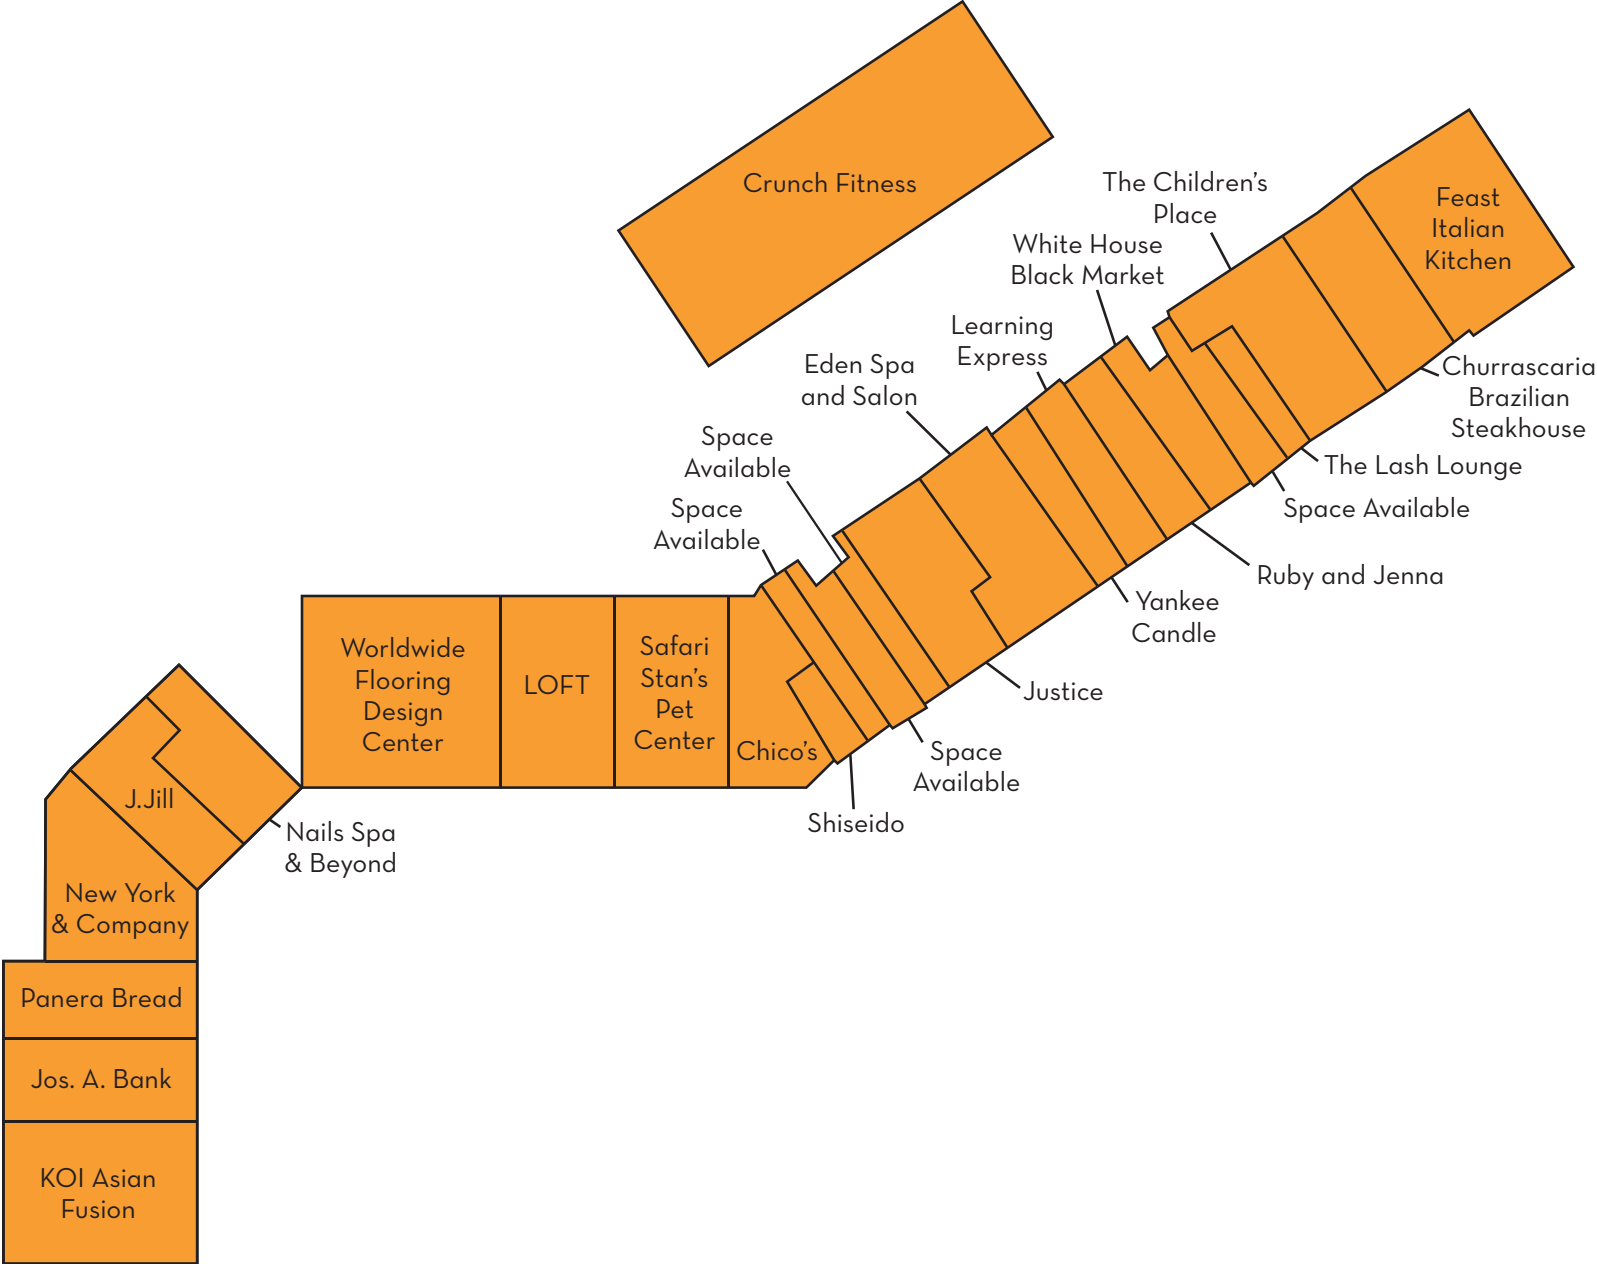 Crunch Fitness
The Children's
Place
Feast
Italian
Kitchen
White House
Black Market
Learning
Express
Eden Spa
and Salon
Churrascaria
Brazilian
Steakhouse
Space
Available
The Lash Lounge
Space
Available
Space Available
Ruby and Jenna
Yankee
Candle
Worldwide
Flooring
Design
Center
LOFT
Safari
Stan's
Pet
Center
Chico's
Justice
Space
Available
Shiseido
J.Jill
Nails Spa
& Beyond
New York
& Company
Panera Bread
Jos. A. Bank
KOI Asian
Fusion